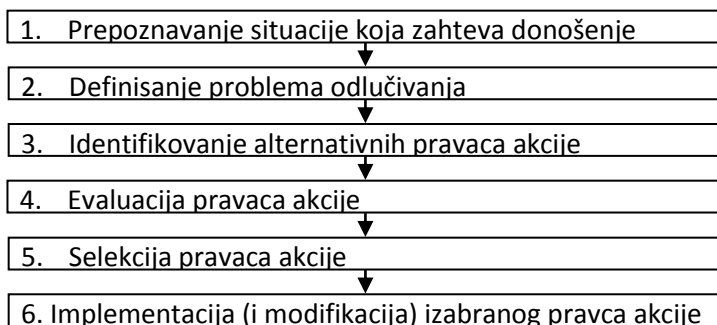 1. Prepoznavanje situacije koja zahteva donošenje
2. Definisanje problema odlučivanja
3. Identifikovanje alternativnih pravaca akcije
4. Evaluacija pravaca akcije
5. Selekcija pravaca akcije
6. Implementacija (i modifikacija) izabranog pravca akcije